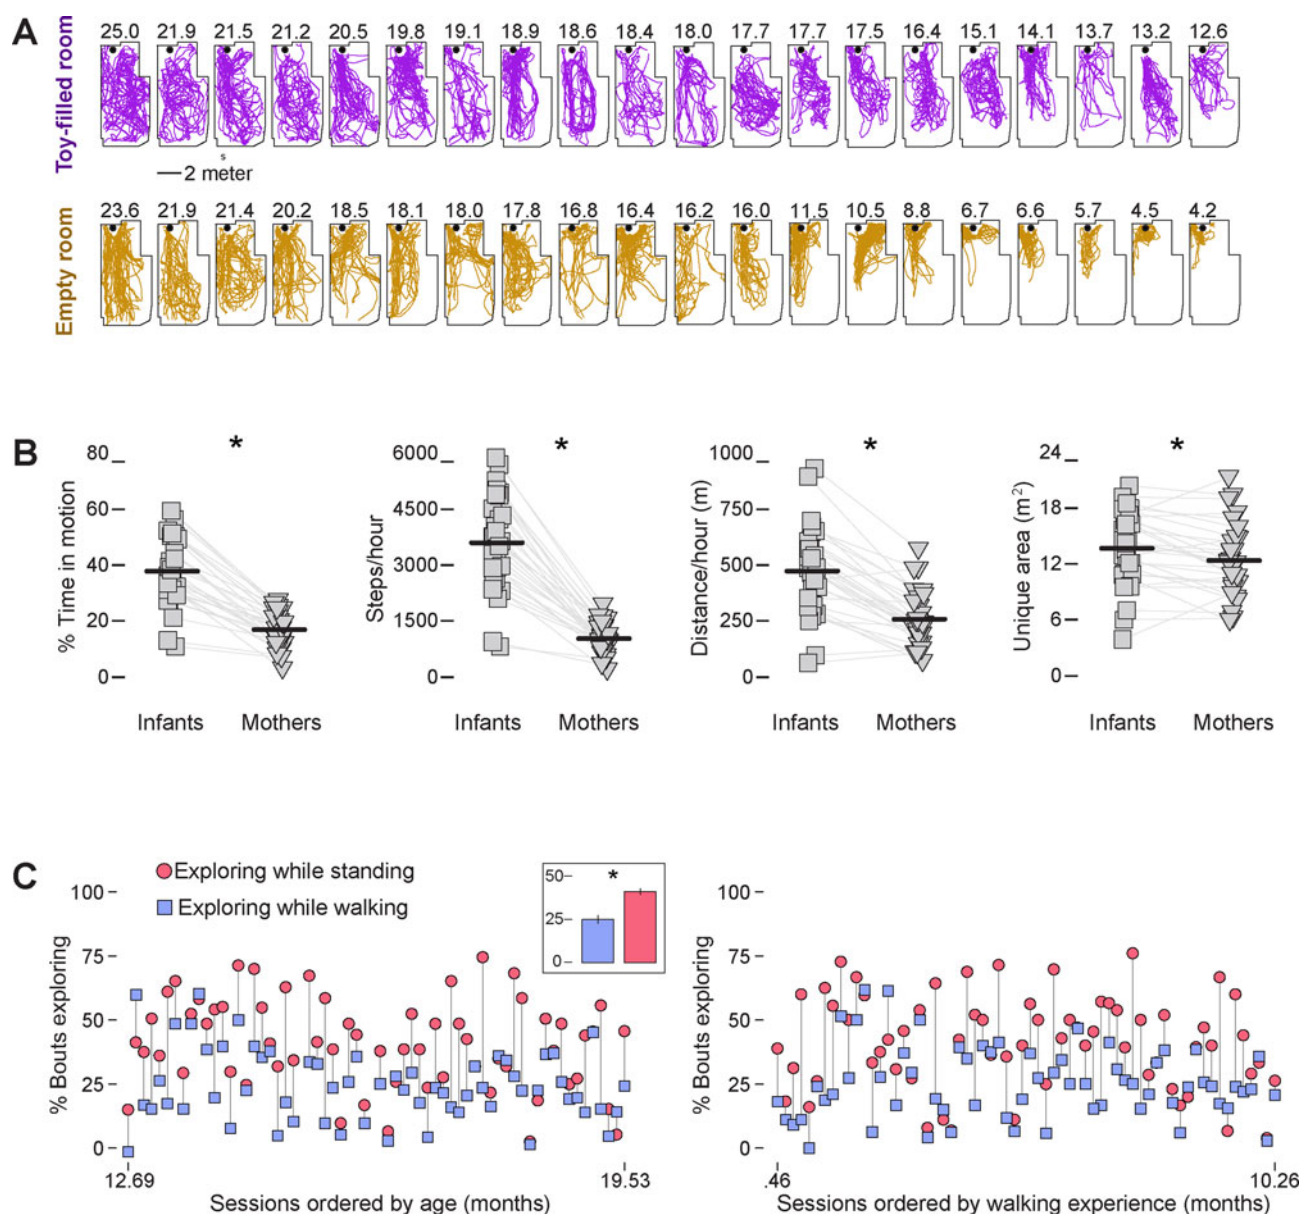 A
Toy-filled room
25.0 21.9 21.5 21.2 20.5 19.8 19.1 18.9 18.6 18.4 18.0 17.7 17.7 17.5 16.4 15.1 14.1 13.7 13.2 12.6
s
2 meter
Empty room
23.6 21.9 21.4 20.2 18.5 18.1 18.0 17.8 16.8 16.4 16.2 16.0 11.5 10.5 8.8 6.7 6.6 5.7 4.5 4.2
B
% Time in motion
80
60
40
20
0
*
Infants Mothers
Steps/hour
6000
4500
3000
1500
0
*
Infants Mothers
Distance/hour (m)
1000
750
500
250
0
*
Infants Mothers
Unique area (m²)
24
18
12
6
0
*
Infants Mothers
C
Exploring while standing
Exploring while walking
% Bouts exploring
100
75
50
25
0
50
25
0
*
12.69 19.53
Sessions ordered by age (months)
% Bouts exploring
100
75
50
25
0
.46 10.26
Sessions ordered by walking experience (months)